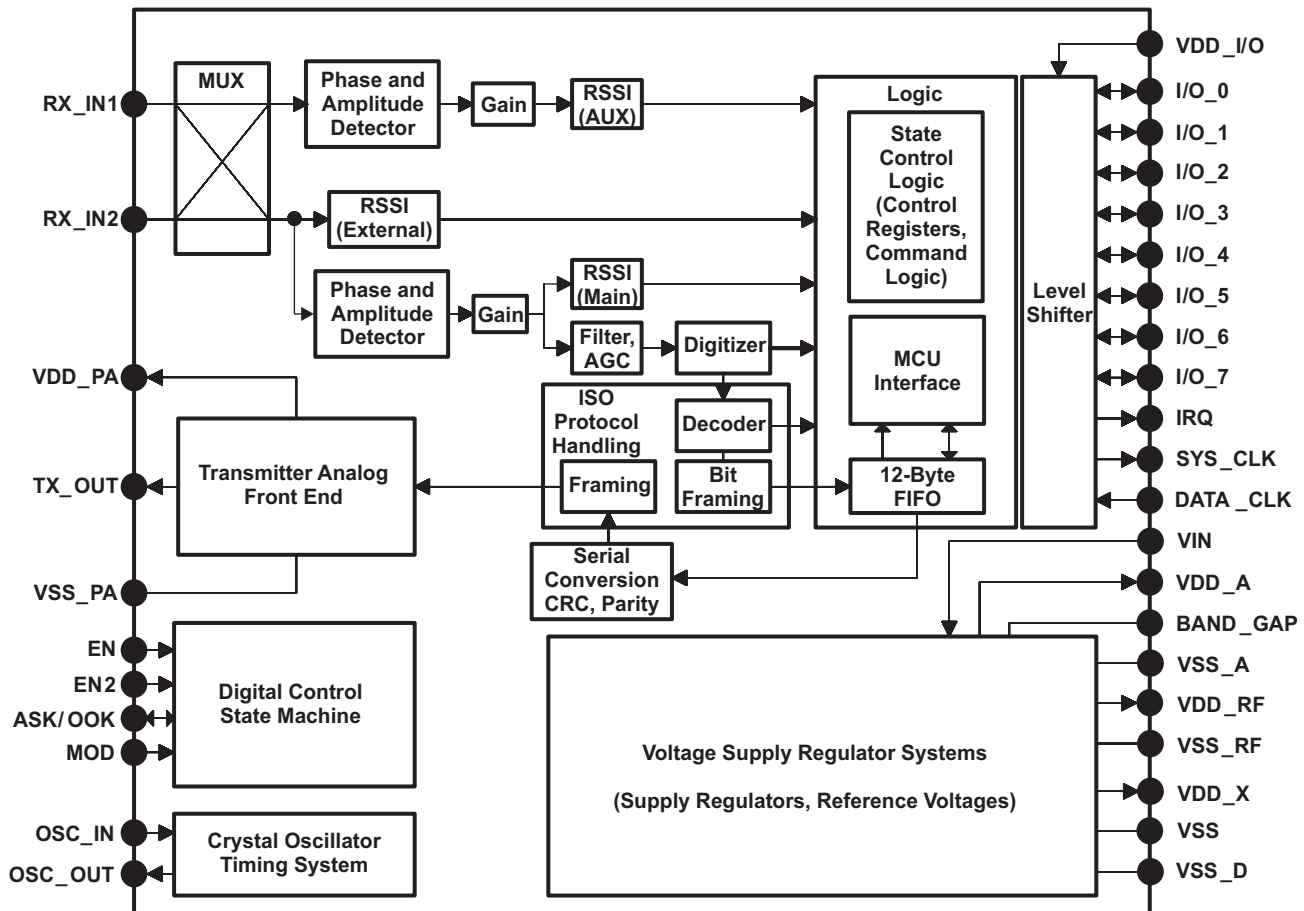 RX_IN1
RX_IN2
VDD_PA
TX_OUT
VSS_PA
EN
EN2
ASK/OOK
MOD
OSC_IN
OSC_OUT
MUX
Phase and
Amplitude
Detector
Gain
RSSI
(AUX)
RSSI
(External)
Phase and
Amplitude
Detector
Gain
RSSI
(Main)
Filter,
AGC
Digitizer
ISO
Protocol
Handling
Decoder
Framing
Bit
Framing
Serial
Conversion
CRC, Parity
Transmitter Analog
Front End
Digital Control
State Machine
Crystal Oscillator
Timing System
Logic
State
Control
Logic
(Control
Registers,
Command
Logic)
MCU
Interface
12-Byte
FIFO
Level
Shifter
Voltage Supply Regulator Systems
(Supply Regulators, Reference Voltages)
VDD_I/O
I/O_0
I/O_1
I/O_2
I/O_3
I/O_4
I/O_5
I/O_6
I/O_7
IRQ
SYS_CLK
DATA_CLK
VIN
VDD_A
BAND_GAP
VSS_A
VDD_RF
VSS_RF
VDD_X
VSS
VSS_D